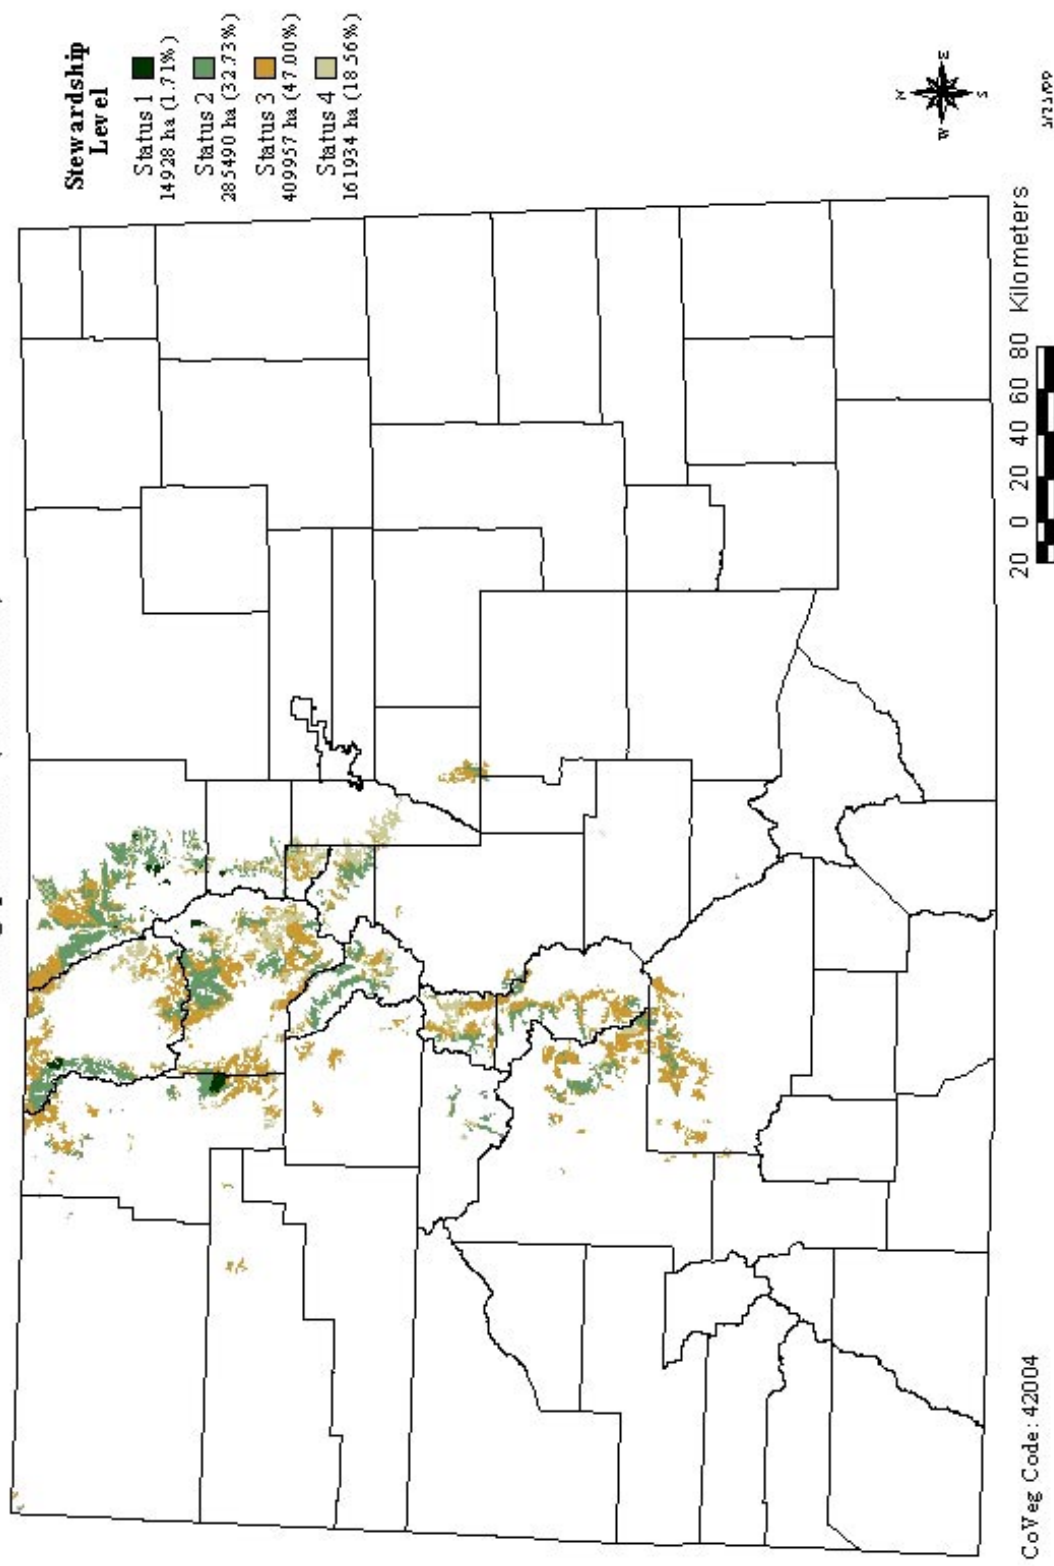 Stewardship
Level
Status 1
14928 ha (1.71%)
Status 2
285490 ha (32.73%)
Status 3
409957 ha (47.00%)
Status 4
161934 ha (18.56%)
N
W E
S
20 0 20 40 60 80 Kilometers
CoVeg Code: 42004